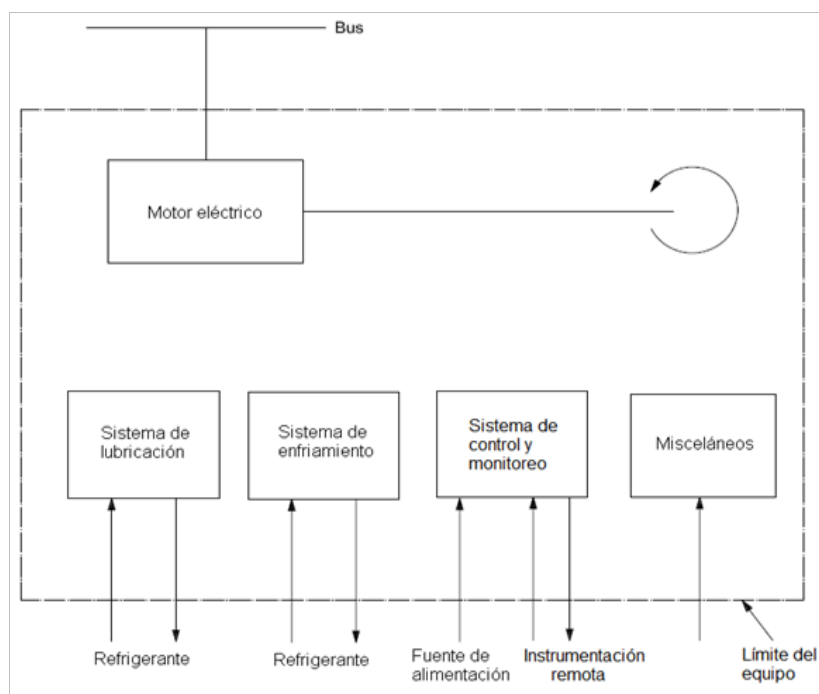 Bus
Motor eléctrico
Sistema de
lubricación
Sistema de
enfriamiento
Sistema de
control y
monitoreo
Misceláneos
Refrigerante
Refrigerante
Fuente de
alimentación
Instrumentación
remota
Límite del
equipo